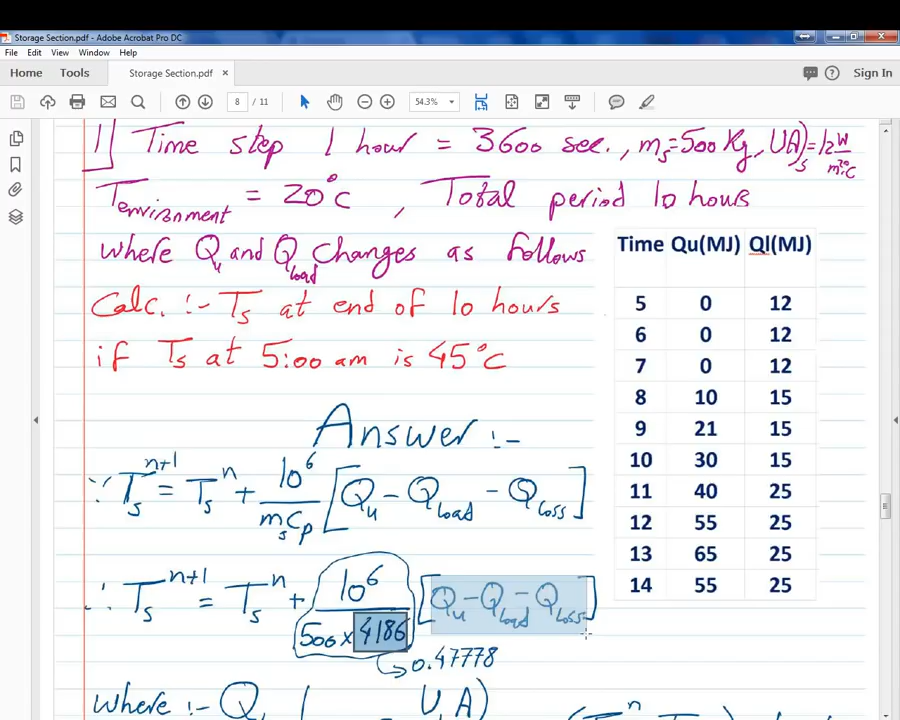 Storage Section.pdf - Adobe Acrobat Pro DC
File Edit View Window Help
Home Tools Storage Section.pdf × Sign In
8 / 11 54.3%
1] Time step 1 hour = 3600 sec., ms=500 Kg, UA)s=12 W/m²°C
Tenvironment = 20°C , Total period 10 hours
where Qu and Qload changes as follows
Calc. :- Ts at end of 10 hours
if Ts at 5:00 am is 45°C
Time Qu(MJ) Ql(MJ)
5 0 12
6 0 12
7 0 12
8 10 15
9 21 15
10 30 15
11 40 25
12 55 25
13 65 25
14 55 25
Answer :-
∵ Ts^n+1 = Ts^n + 10^6/msCp [Qu - Qload - Qloss]
∴ Ts^n+1 = Ts^n + 10^6/500×4186 [Qu - Qload - Qloss]
0.47778
where :-